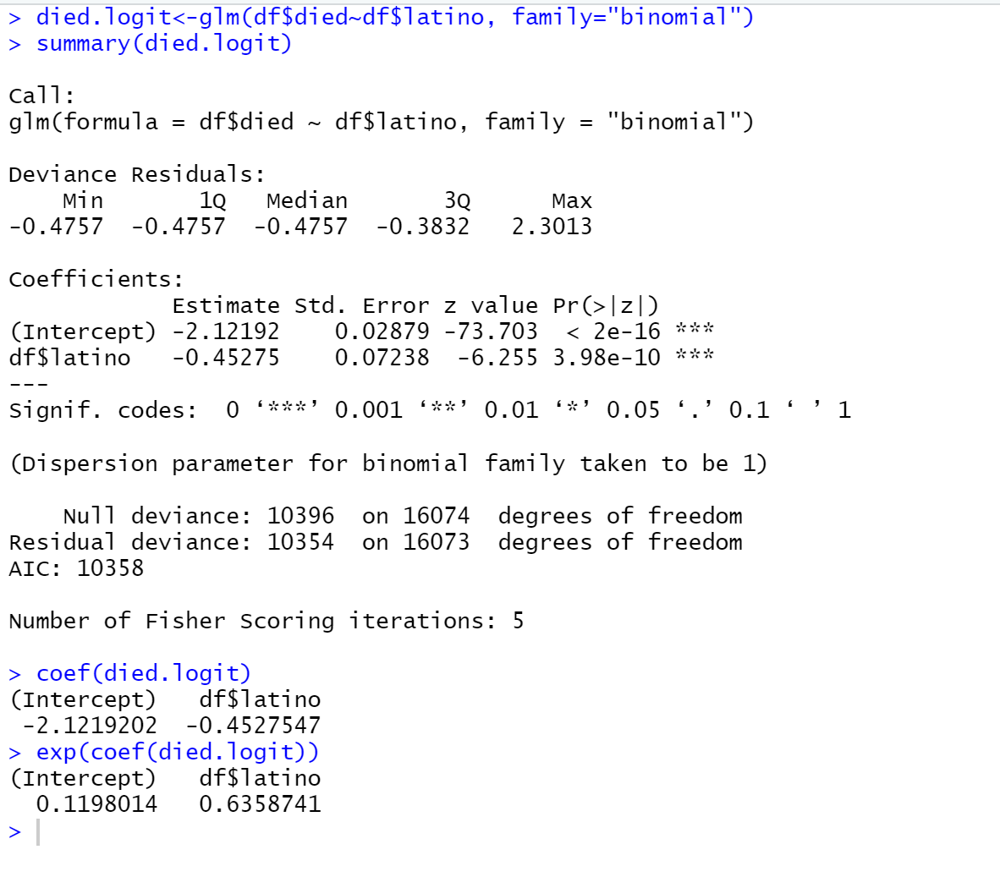 > died.logit<-glm(df$died~df$latino, family="binomial")
> summary(died.logit)
Call:
glm(formula = df$died ~ df$latino, family = "binomial")
Deviance Residuals:
    Min       1Q   Median       3Q      Max
-0.4757  -0.4757  -0.4757  -0.3832   2.3013
Coefficients:
            Estimate Std. Error z value Pr(>|z|)
(Intercept) -2.12192    0.02879 -73.703  < 2e-16 ***
df$latino   -0.45275    0.07238  -6.255 3.98e-10 ***
---
Signif. codes:  0 ‘***’ 0.001 ‘**’ 0.01 ‘*’ 0.05 ‘.’ 0.1 ‘ ’ 1
(Dispersion parameter for binomial family taken to be 1)
    Null deviance: 10396  on 16074  degrees of freedom
Residual deviance: 10354  on 16073  degrees of freedom
AIC: 10358
Number of Fisher Scoring iterations: 5
> coef(died.logit)
(Intercept)   df$latino
 -2.1219202  -0.4527547
> exp(coef(died.logit))
(Intercept)   df$latino
  0.1198014   0.6358741
>